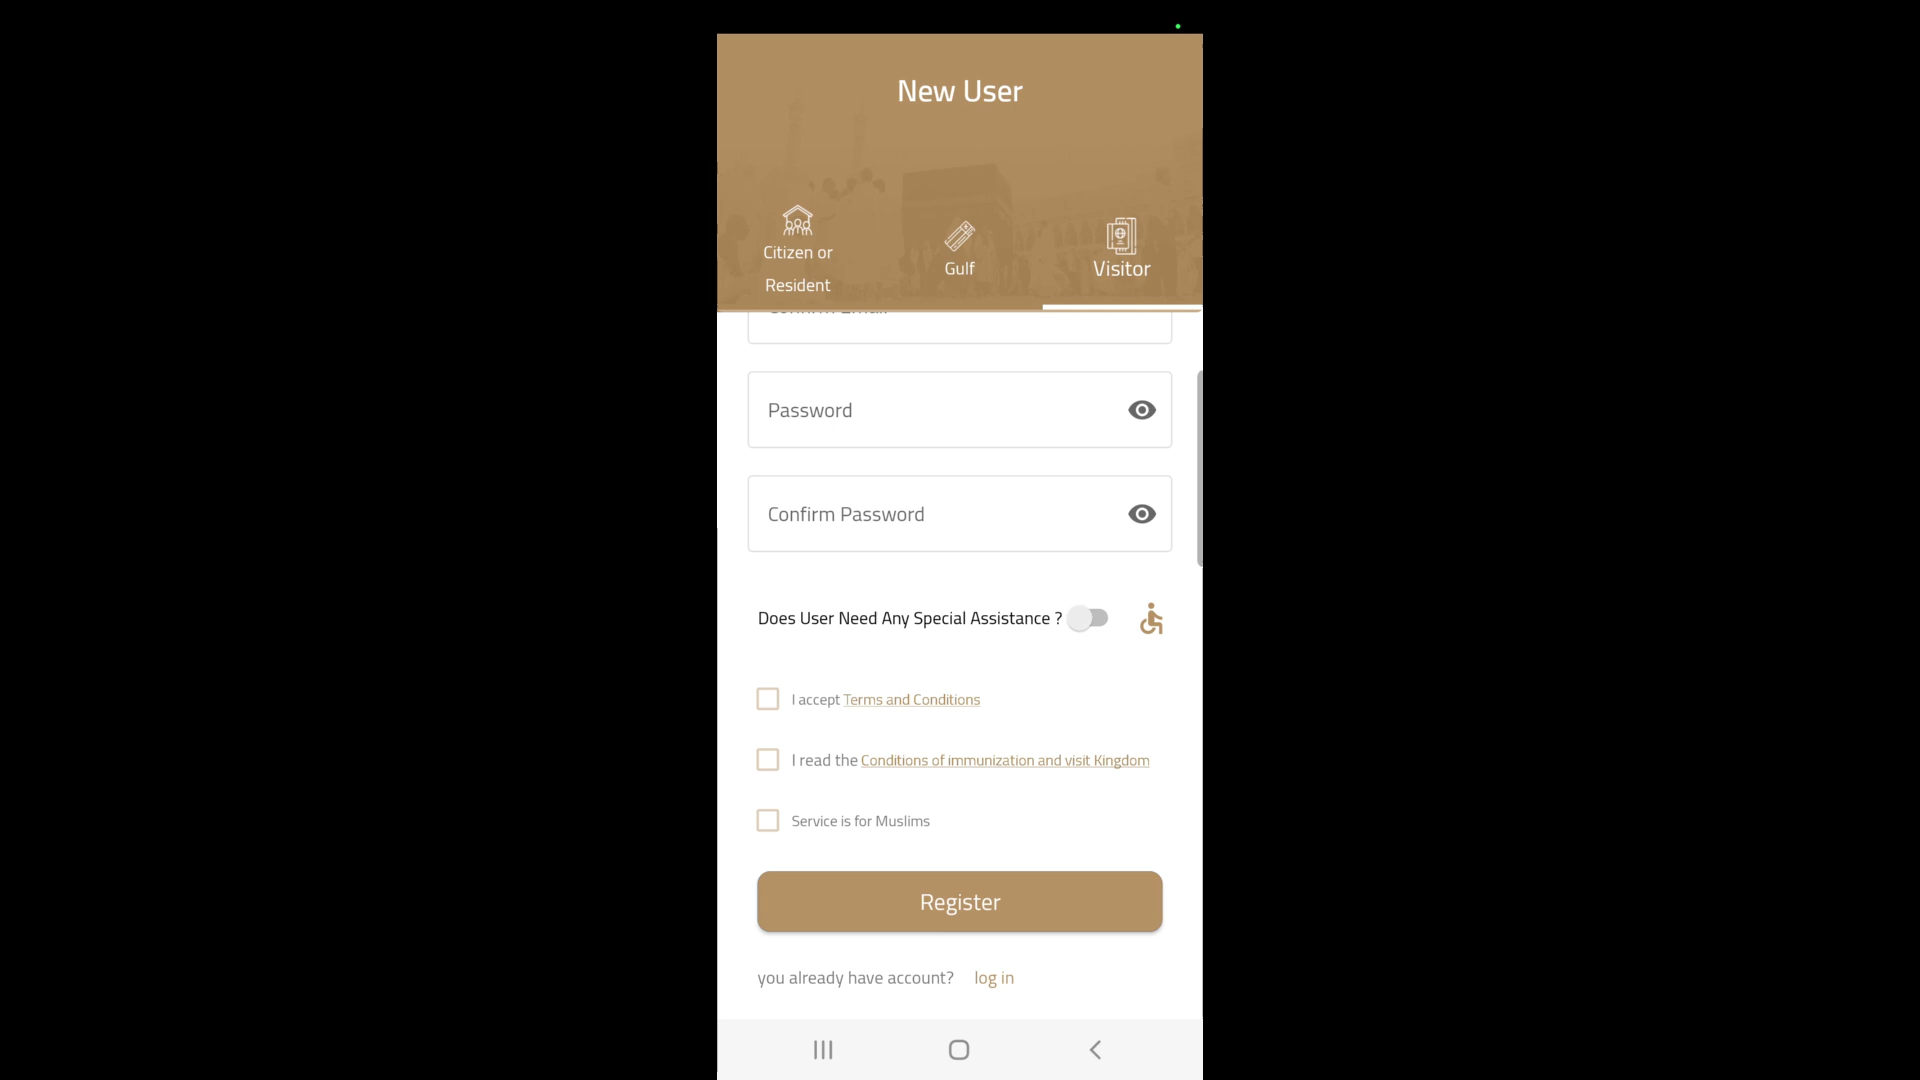 New User
Citizen or
Resident
Gulf
Visitor
Password
Confirm Password
Does User Need Any Special Assistance ?
I accept Terms and Conditions
I read the Conditions of immunization and visit Kingdom
Service is for Muslims
Register
you already have account? log in